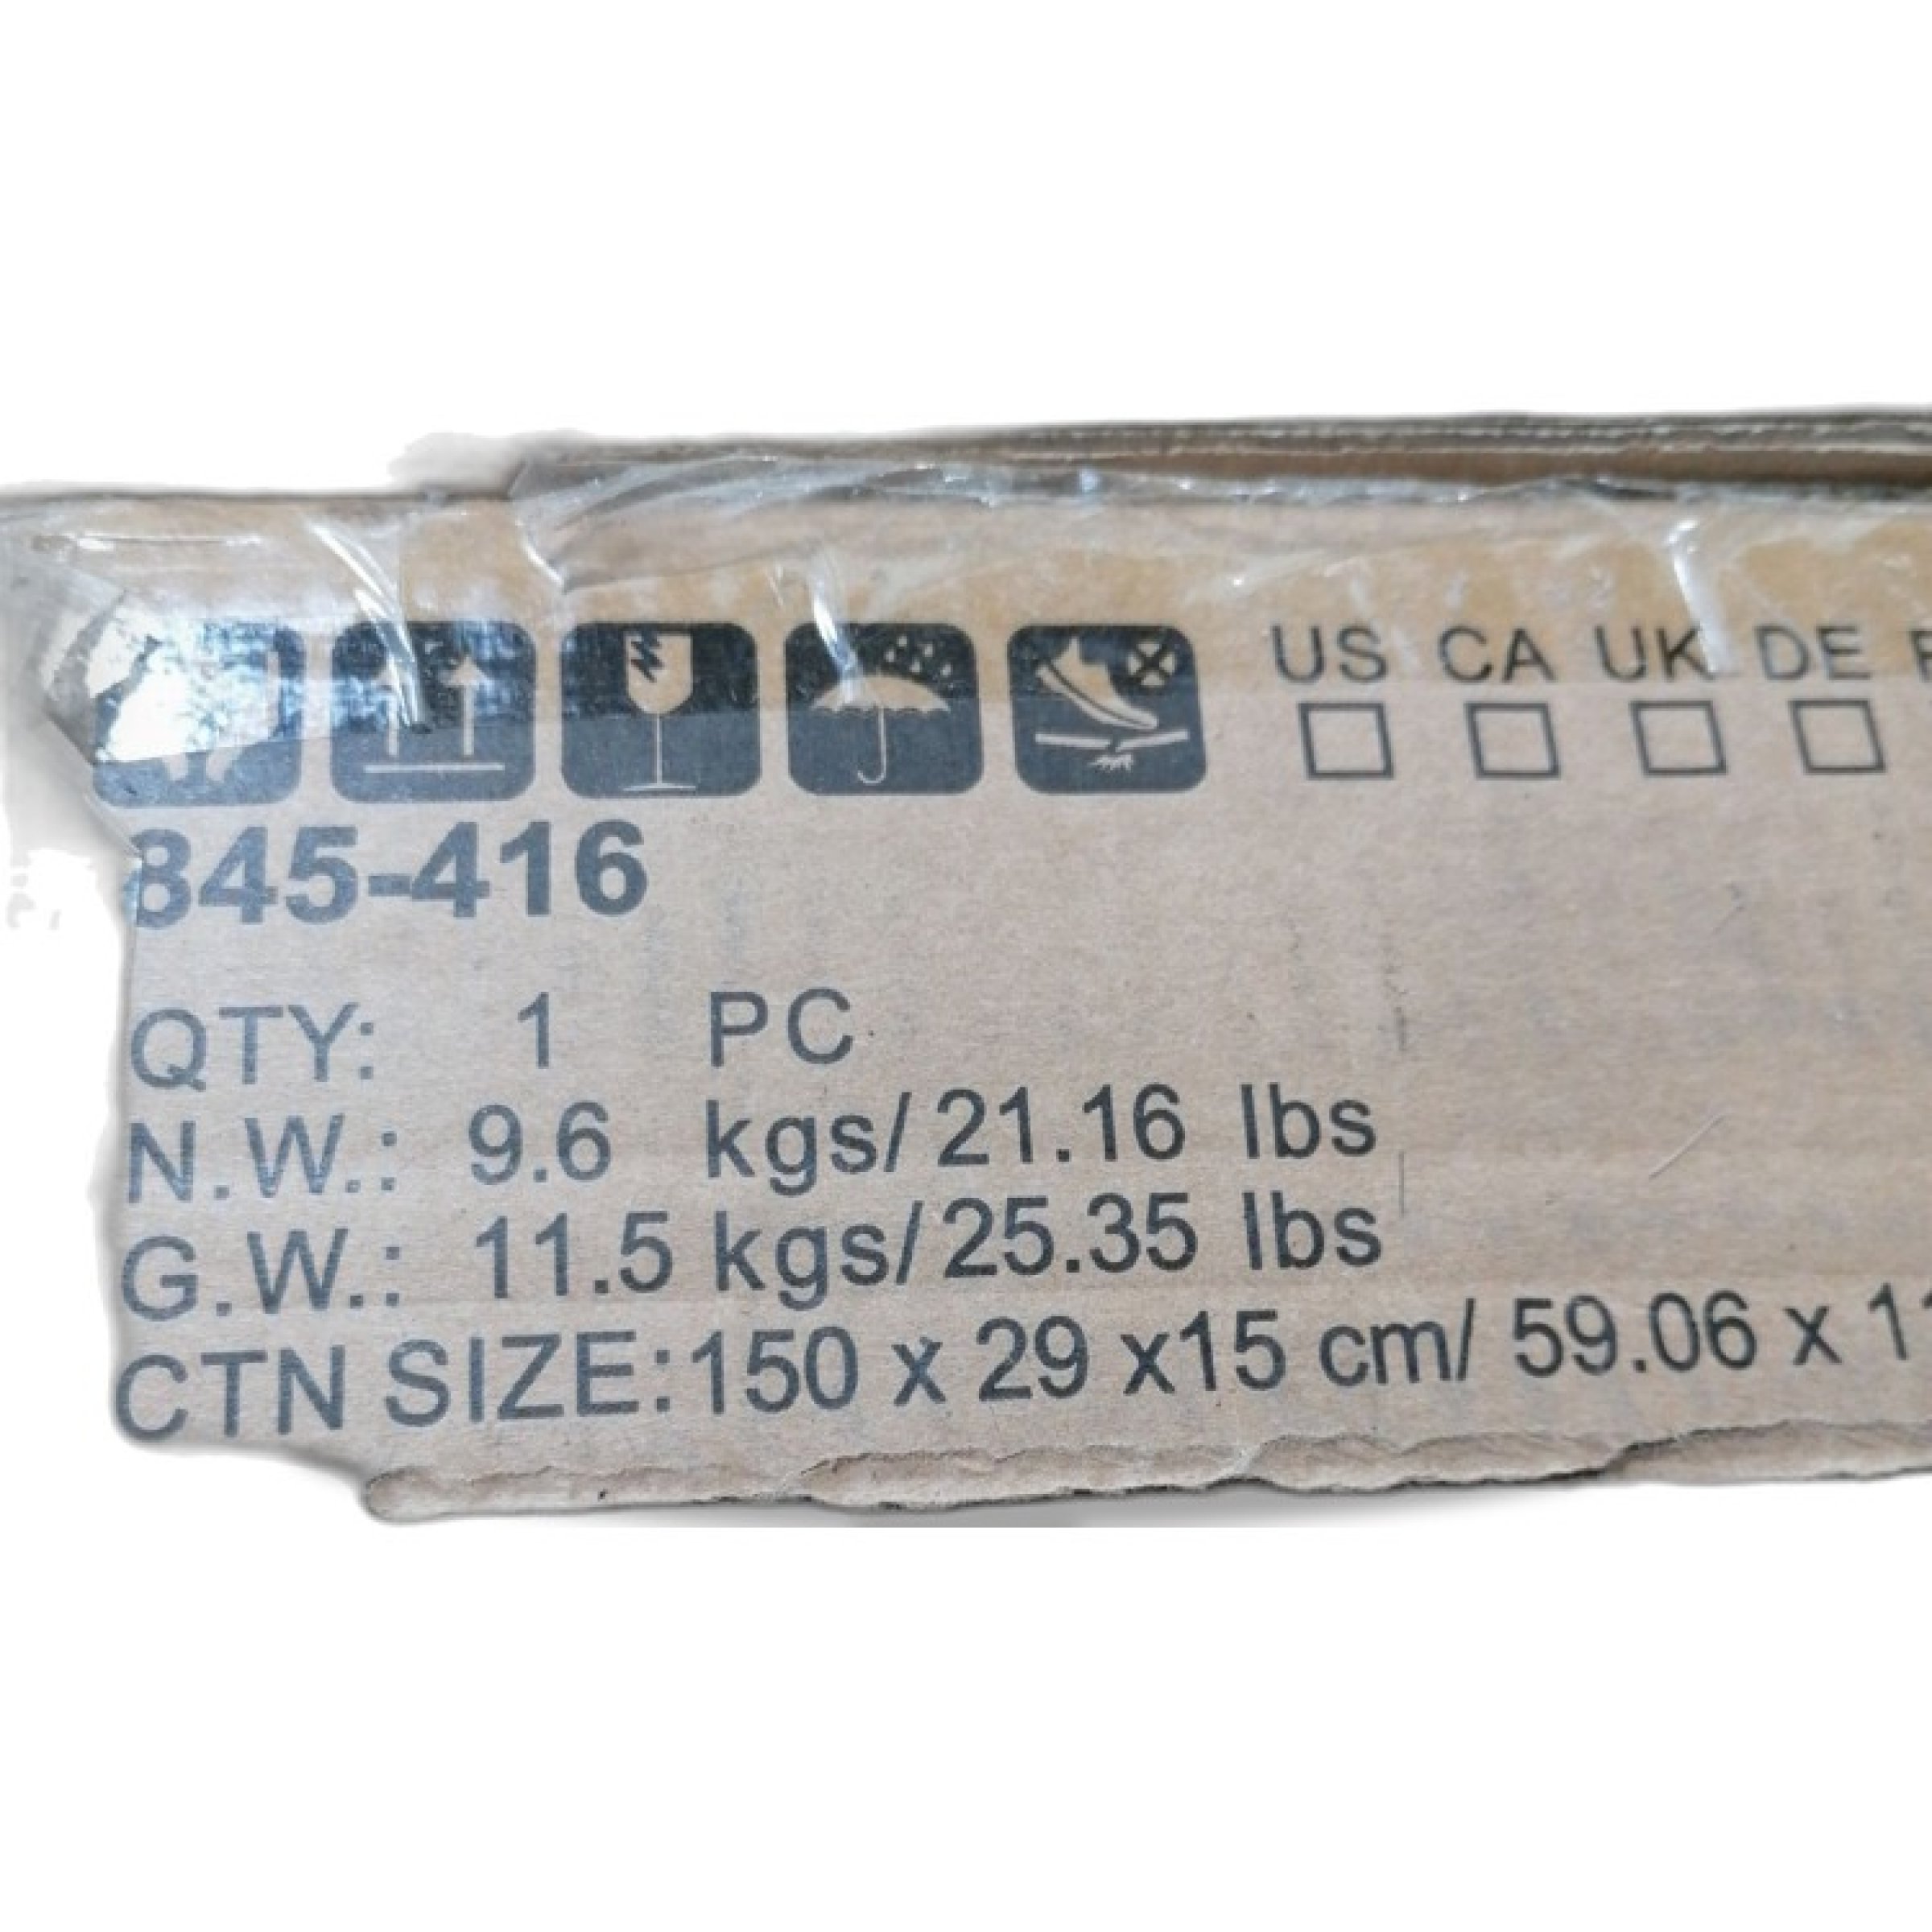 US CA UK DE
845-416
QTY: 1 PC
N.W.: 9.6 kgs/ 21.16 lbs
G.W.: 11.5 kgs/ 25.35 lbs
CTN SIZE: 150 x 29 x15 cm/ 59.06 x